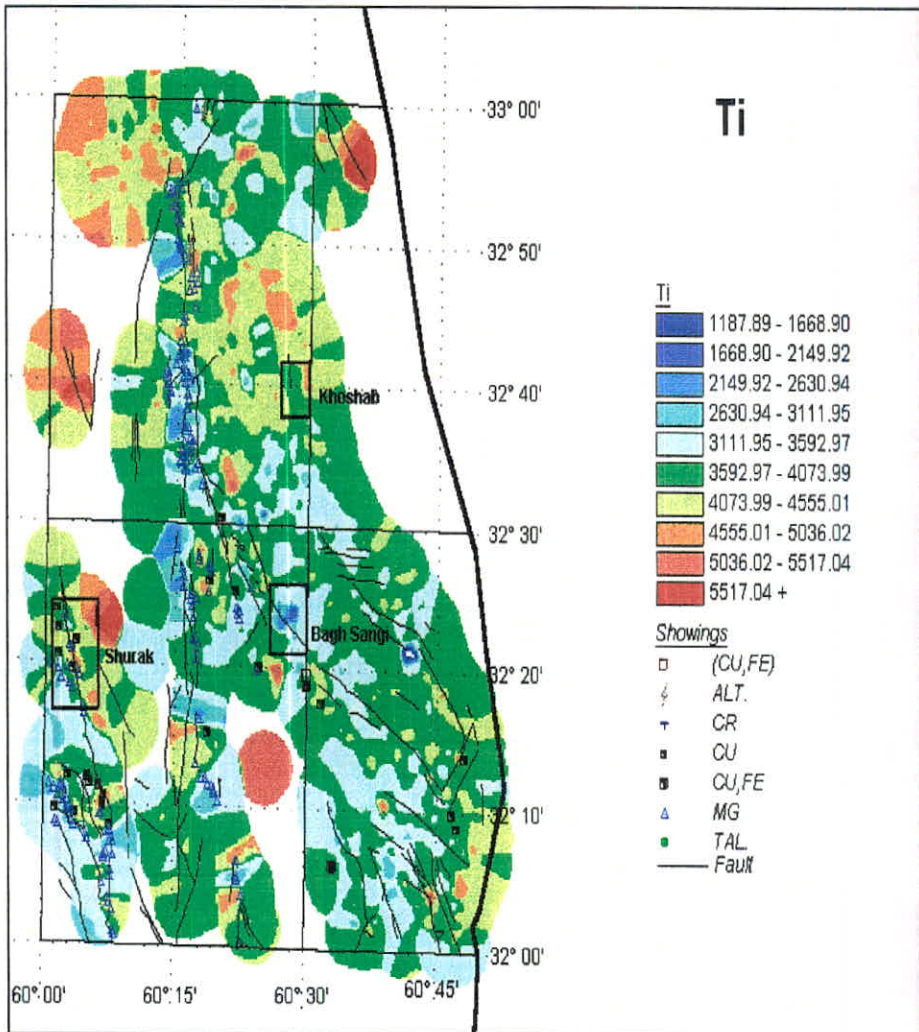 Ti
33° 00'
32° 50'
32° 40'
32° 30'
32° 20'
32° 10'
32° 00'
60° 00'
60° 15'
60° 30'
60° 45'
Khoshab
Bagh Sangi
Shurak
Ti
1187.89 - 1668.90
1668.90 - 2149.92
2149.92 - 2630.94
2630.94 - 3111.95
3111.95 - 3592.97
3592.97 - 4073.99
4073.99 - 4555.01
4555.01 - 5036.02
5036.02 - 5517.04
5517.04 +
Showings
(CU,FE)
ALT.
CR
CU
CU,FE
MG
TAL.
Fault